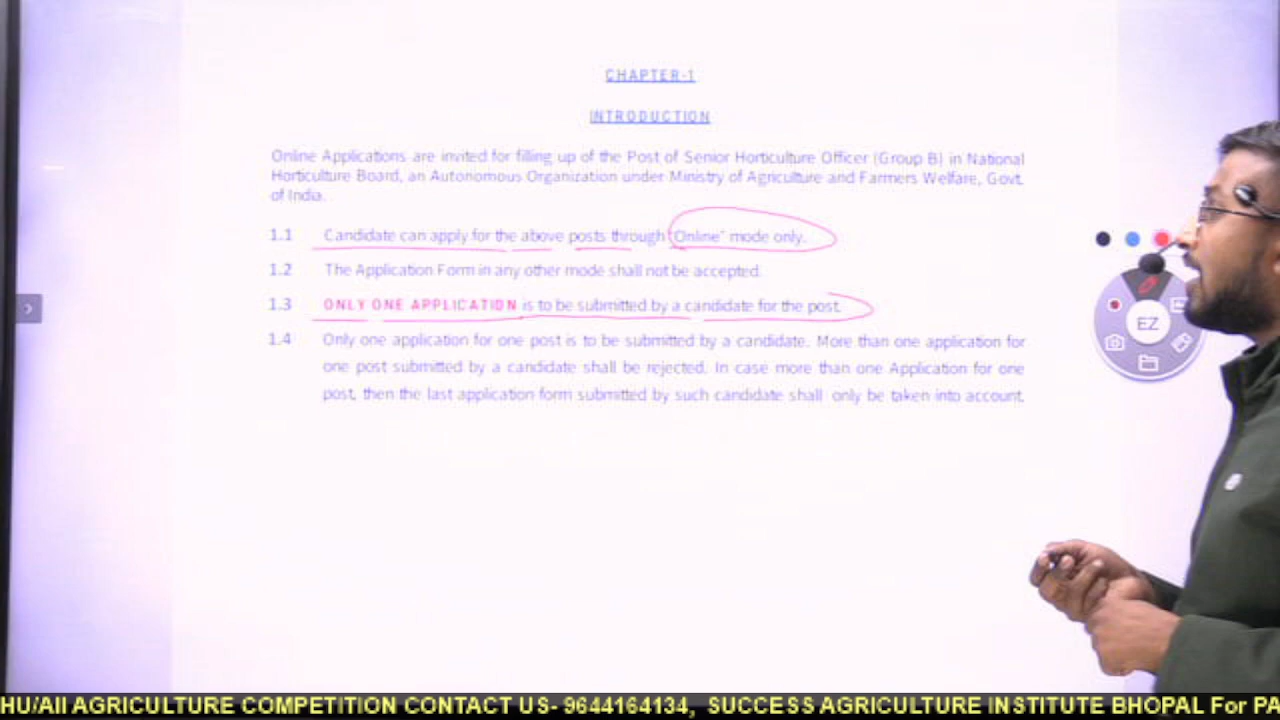 CHAPTER-1
INTRODUCTION
Online Applications are invited for filling up of the Post of Senior Horticulture Officer (Group B) in National
Horticulture Board, an Autonomous Organization under Ministry of Agriculture and Farmers Welfare, Govt.
of India.
1.1 Candidate can apply for the above posts through "Online" mode only.
1.2 The Application Form in any other mode shall not be accepted.
1.3 ONLY ONE APPLICATION is to be submitted by a candidate for the post.
1.4 Only one application for one post is to be submitted by a candidate. More than one application for
one post submitted by a candidate shall be rejected. In case more than one Application for one
post, then the last application form submitted by such candidate shall only be taken into account.
EZ
HU/All AGRICULTURE COMPETITION CONTACT US- 9644164134, SUCCESS AGRICULTURE INSTITUTE BHOPAL For PA